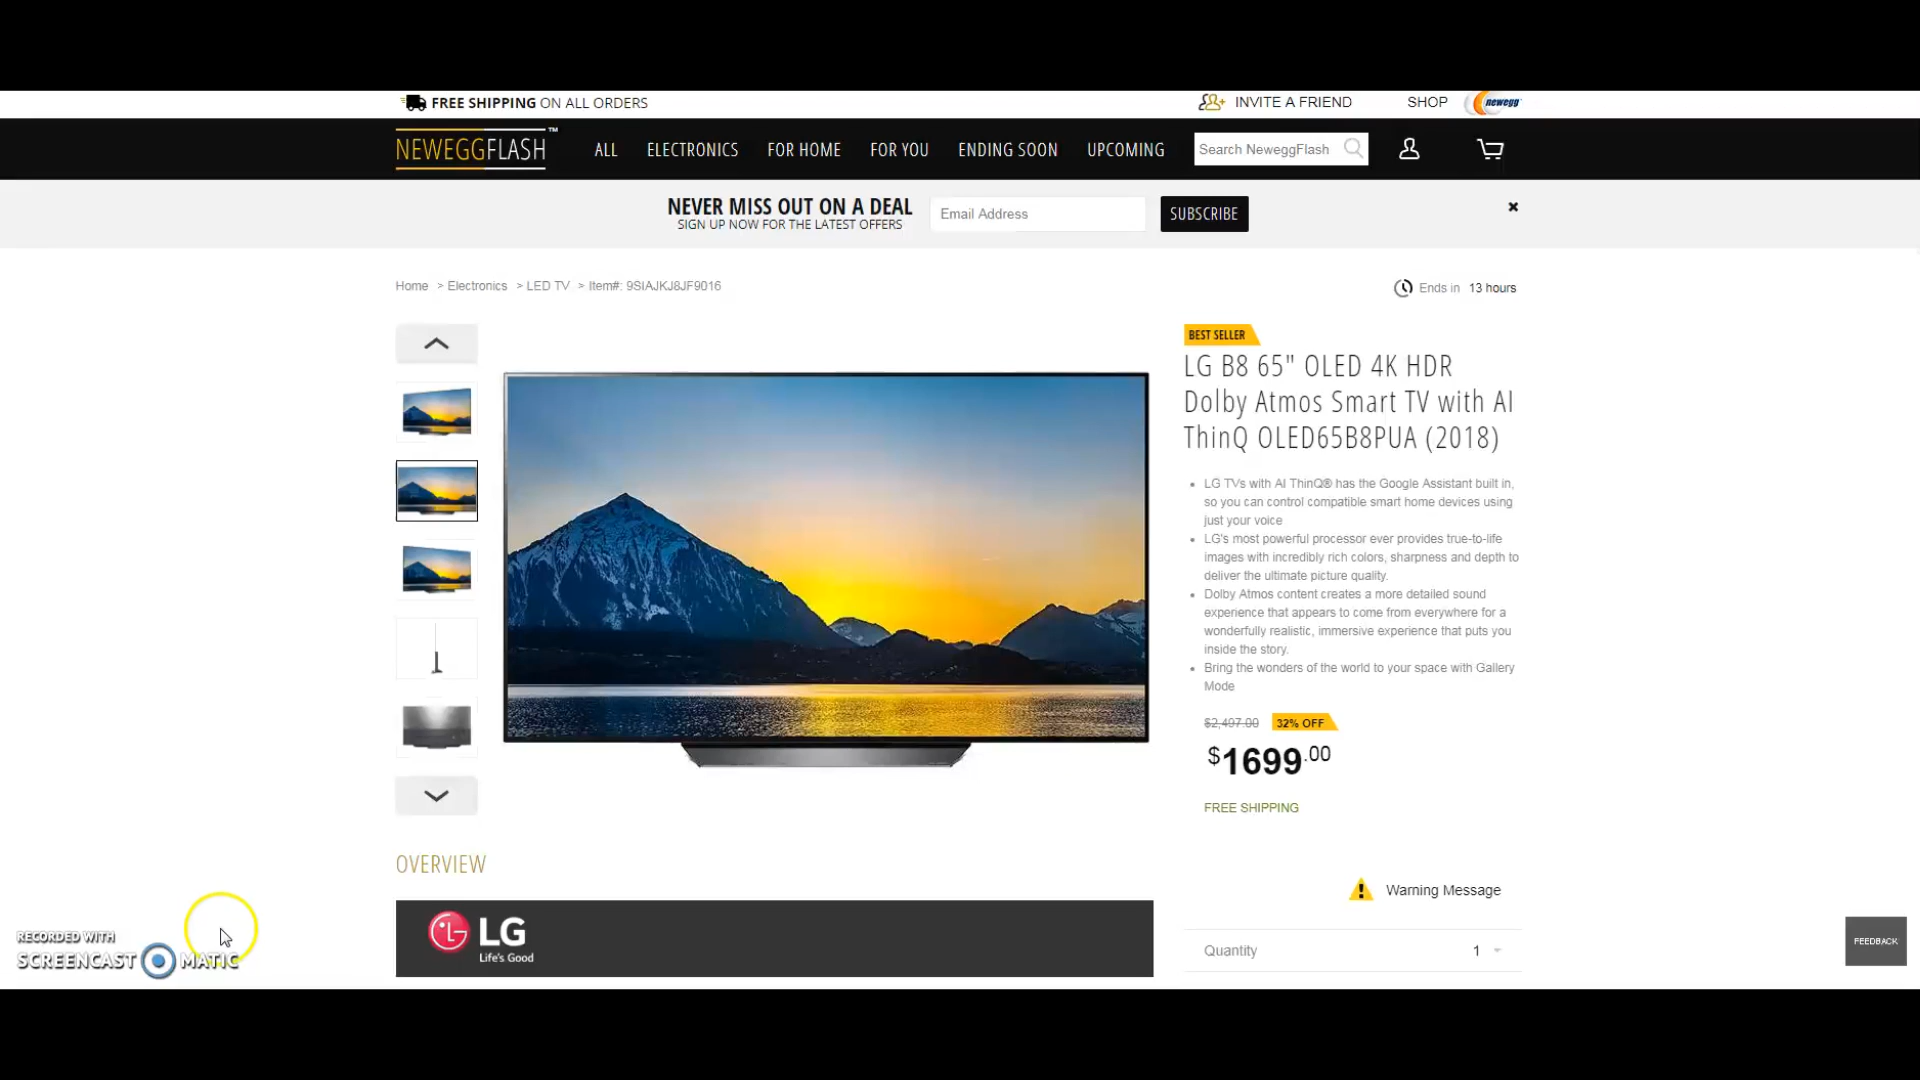 FREE SHIPPING ON ALL ORDERS
INVITE A FRIEND
SHOP
newegg
NEWEGGFLASH™
ALL
ELECTRONICS
FOR HOME
FOR YOU
ENDING SOON
UPCOMING
Search NeweggFlash
NEVER MISS OUT ON A DEAL
SIGN UP NOW FOR THE LATEST OFFERS
Email Address
SUBSCRIBE
Home > Electronics > LED TV > Item#: 9SIAJKJ8JF9016
Ends in 13 hours
BEST SELLER
LG B8 65" OLED 4K HDR
Dolby Atmos Smart TV with AI
ThinQ OLED65B8PUA (2018)
• LG TVs with AI ThinQ® has the Google Assistant built in,
so you can control compatible smart home devices using
just your voice
• LG's most powerful processor ever provides true-to-life
images with incredibly rich colors, sharpness and depth to
deliver the ultimate picture quality.
• Dolby Atmos content creates a more detailed sound
experience that appears to come from everywhere for a
wonderfully realistic, immersive experience that puts you
inside the story.
• Bring the wonders of the world to your space with Gallery
Mode
$2,497.00 32% OFF
$1699.00
FREE SHIPPING
OVERVIEW
LG
Life's Good
Warning Message
Quantity 1
FEEDBACK
RECORDED WITH
SCREENCAST MATIC